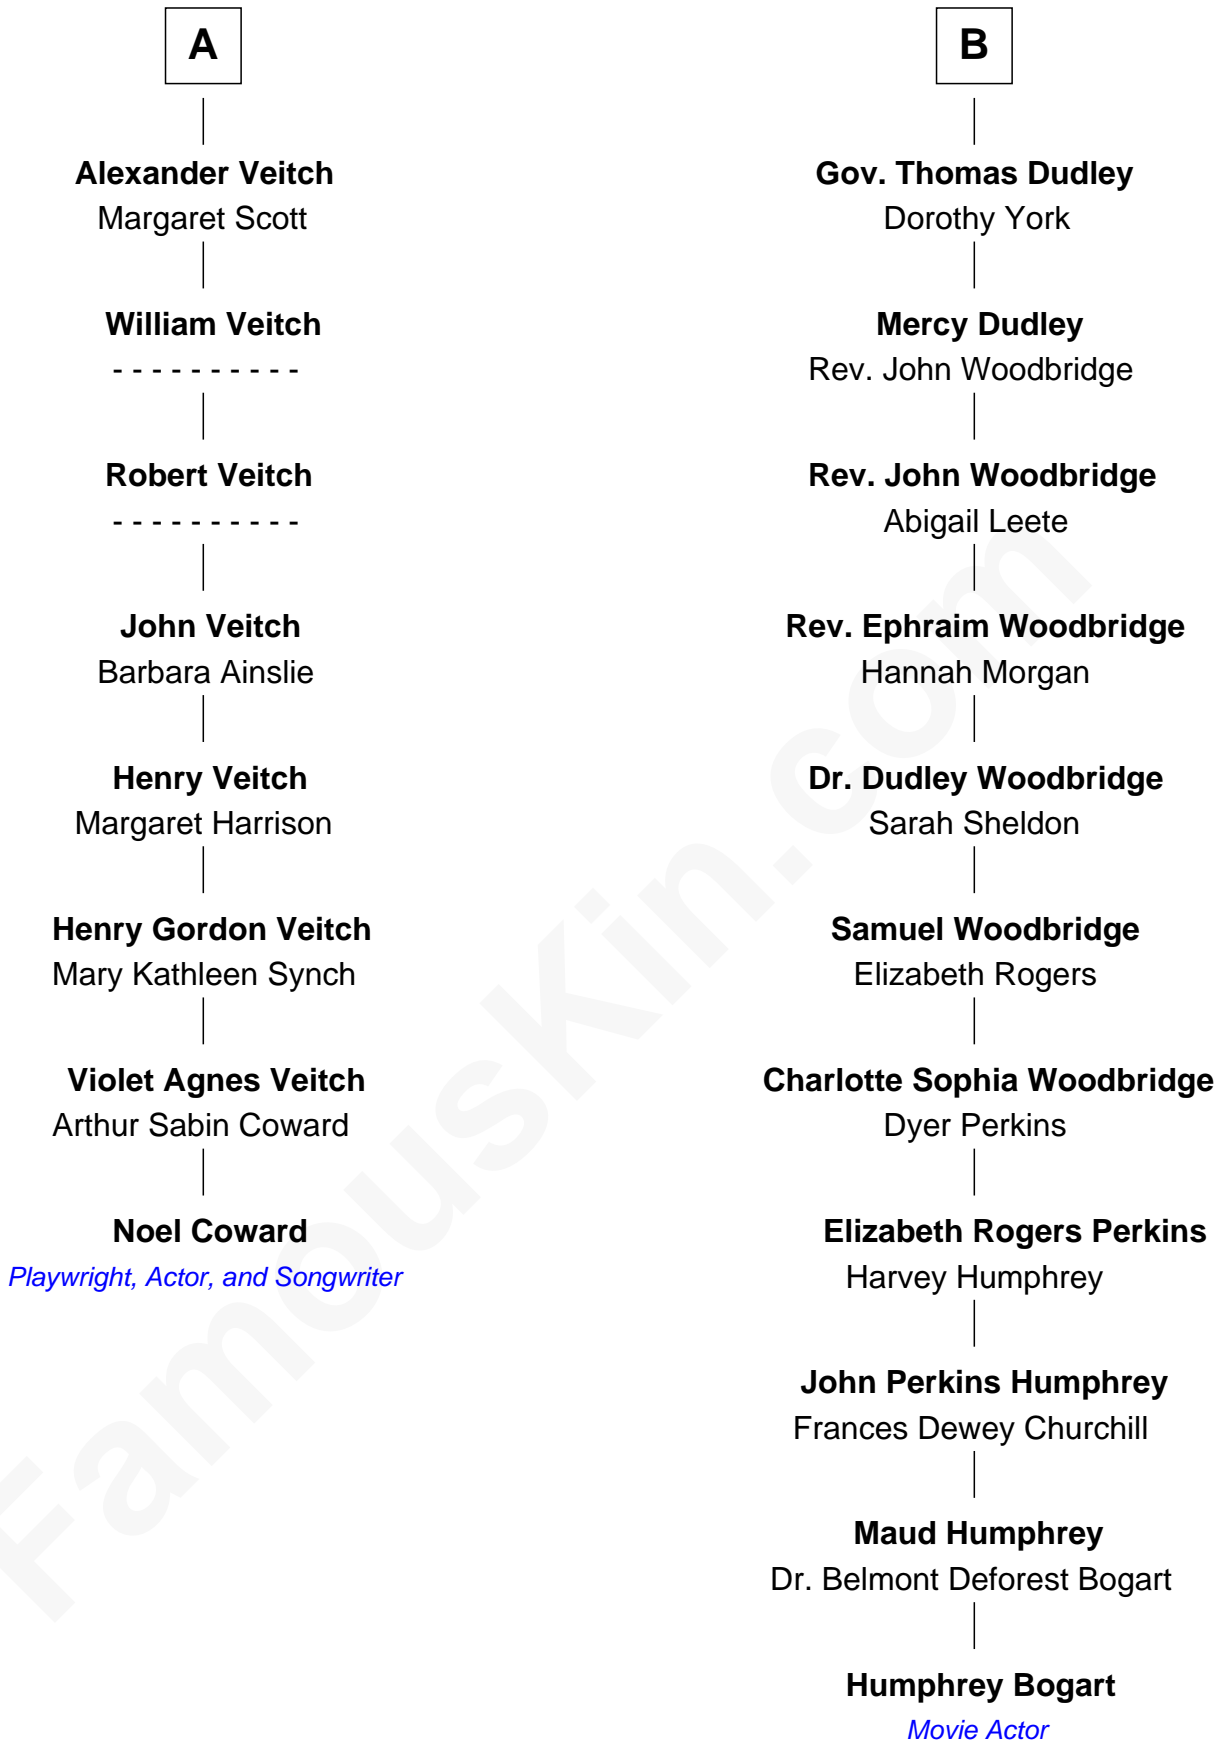 A
Alexander Veitch
Margaret Scott
William Veitch
- - - - - - - - - -
Robert Veitch
- - - - - - - - - -
John Veitch
Barbara Ainslie
Henry Veitch
Margaret Harrison
Henry Gordon Veitch
Mary Kathleen Synch
Violet Agnes Veitch
Arthur Sabin Coward
Noel Coward
Playwright, Actor, and Songwriter
B
Gov. Thomas Dudley
Dorothy York
Mercy Dudley
Rev. John Woodbridge
Rev. John Woodbridge
Abigail Leete
Rev. Ephraim Woodbridge
Hannah Morgan
Dr. Dudley Woodbridge
Sarah Sheldon
Samuel Woodbridge
Elizabeth Rogers
Charlotte Sophia Woodbridge
Dyer Perkins
Elizabeth Rogers Perkins
Harvey Humphrey
John Perkins Humphrey
Frances Dewey Churchill
Maud Humphrey
Dr. Belmont Deforest Bogart
Humphrey Bogart
Movie Actor
FamousKin.com